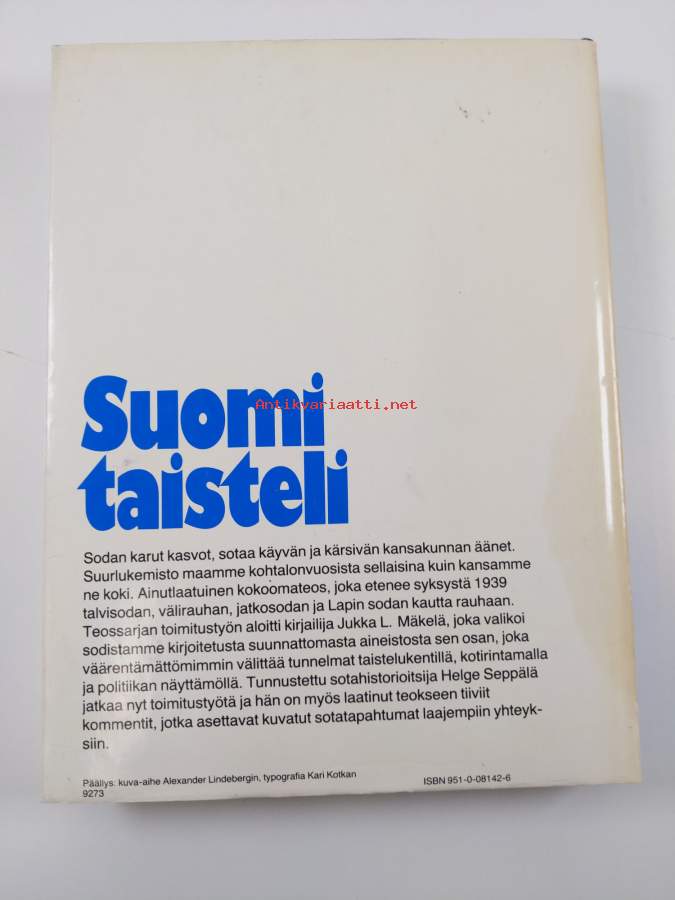 Suomi
Antikvariaatti.net
taisteli
Sodan karut kasvot, sotaa käyvän ja kärsivän kansakunnan äänet.
Suurlukemisto maamme kohtalonvuosista sellaisina kuin kansamme
ne koki. Ainutlaatuinen kokoomateos, joka etenee syksystä 1939
talvisodan, välirauhan, jatkosodan ja Lapin sodan kautta rauhaan.
Teossarjan toimitustyön aloitti kirjailija Jukka L. Mäkelä, joka valikoi
sodistamme kirjoitetusta suunnattomasta aineistosta sen osan, joka
väärentämättömimmin välittää tunnelmat taistelukentillä, kotirintamalla
ja politiikan näyttämöllä. Tunnustettu sotahistorioitsija Helge Seppälä
jatkaa nyt toimitustyötä ja hän on myös laatinut teokseen tiiviit
kommentit, jotka asettavat kuvatut sotatapahtumat laajempiin yhteyk-
siin.
Päällys: kuva-aihe Alexander Lindebergin, typografia Kari Kotkan
ISBN 951-0-08142-6
9273